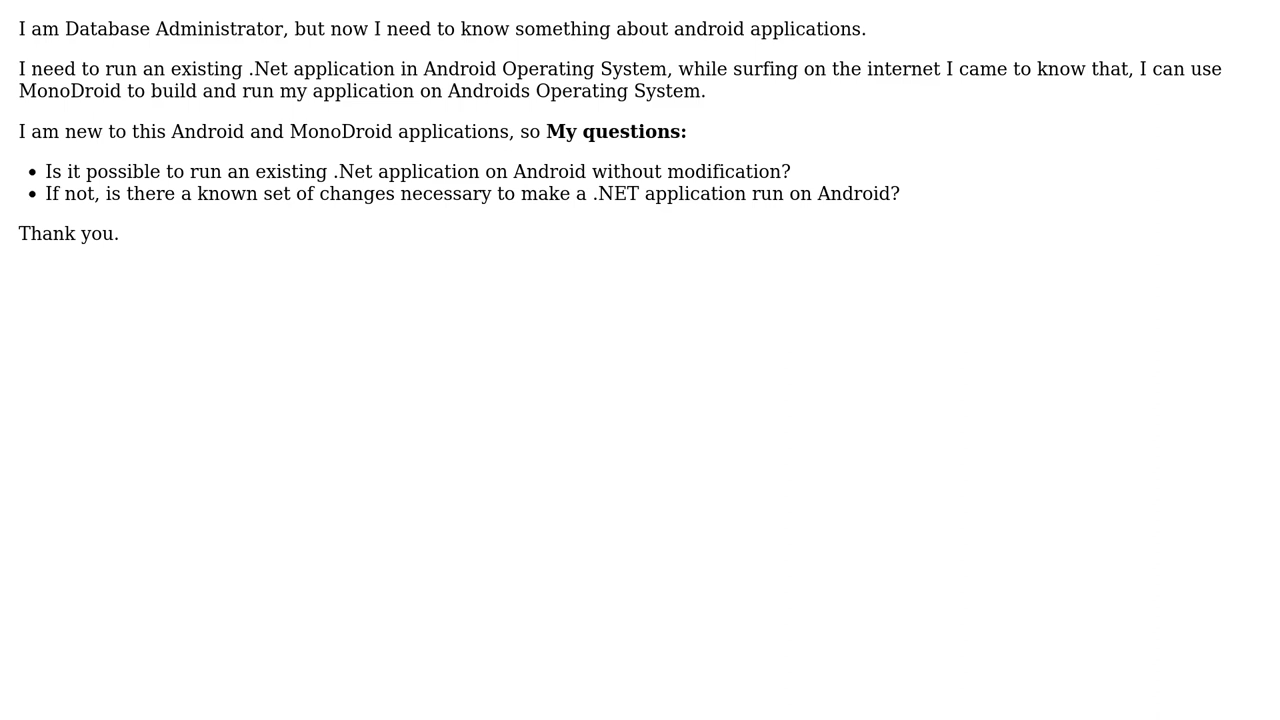 I am Database Administrator, but now I need to know something about android applications.
I need to run an existing .Net application in Android Operating System, while surfing on the internet I came to know that, I can use
MonoDroid to build and run my application on Androids Operating System.
I am new to this Android and MonoDroid applications, so My questions:
• Is it possible to run an existing .Net application on Android without modification?
• If not, is there a known set of changes necessary to make a .NET application run on Android?
Thank you.